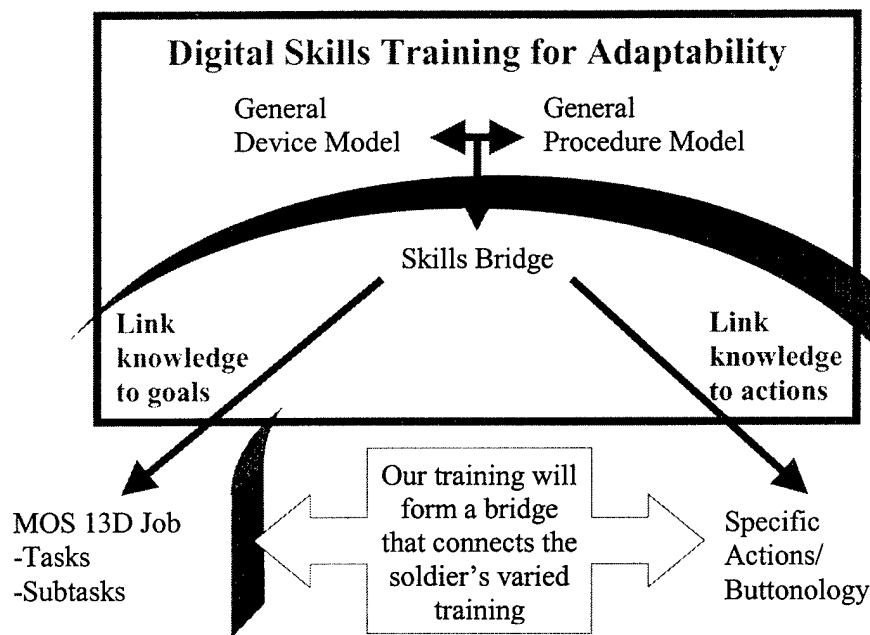 Digital Skills Training for Adaptability
General
Device Model
General
Procedure Model
Skills Bridge
Link
knowledge
to goals
Link
knowledge
to actions
MOS 13D Job
-Tasks
-Subtasks
Our training will
form a bridge
that connects the
soldier's varied
training
Specific
Actions/
Buttonology